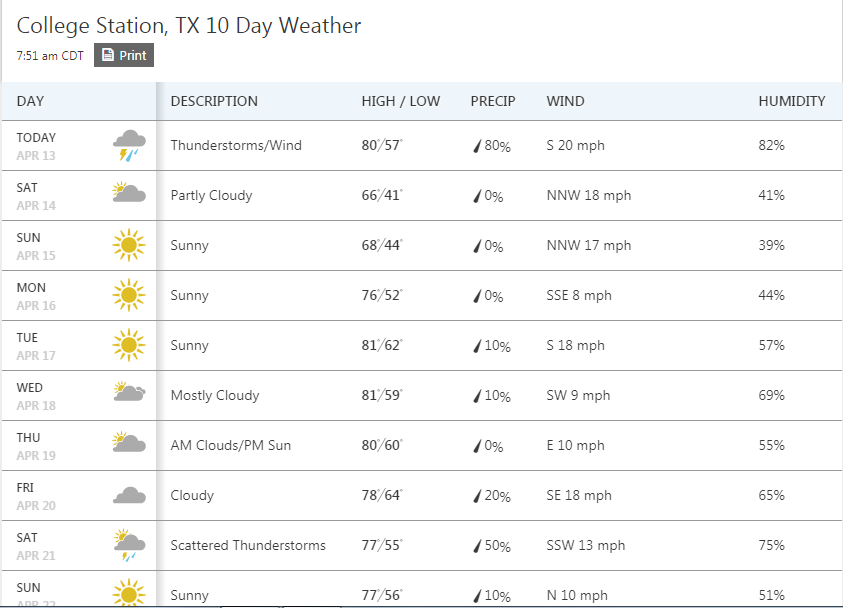 College Station, TX 10 Day Weather
7:51 am CDT Print
DAY DESCRIPTION HIGH / LOW PRECIP WIND HUMIDITY
TODAY
APR 13 Thunderstorms/Wind 80°/57° 80% S 20 mph 82%
SAT
APR 14 Partly Cloudy 66°/41° 0% NNW 18 mph 41%
SUN
APR 15 Sunny 68°/44° 0% NNW 17 mph 39%
MON
APR 16 Sunny 76°/52° 0% SSE 8 mph 44%
TUE
APR 17 Sunny 81°/62° 10% S 18 mph 57%
WED
APR 18 Mostly Cloudy 81°/59° 10% SW 9 mph 69%
THU
APR 19 AM Clouds/PM Sun 80°/60° 0% E 10 mph 55%
FRI
APR 20 Cloudy 78°/64° 20% SE 18 mph 65%
SAT
APR 21 Scattered Thunderstorms 77°/55° 50% SSW 13 mph 75%
SUN
APR 22 Sunny 77°/56° 10% N 10 mph 51%